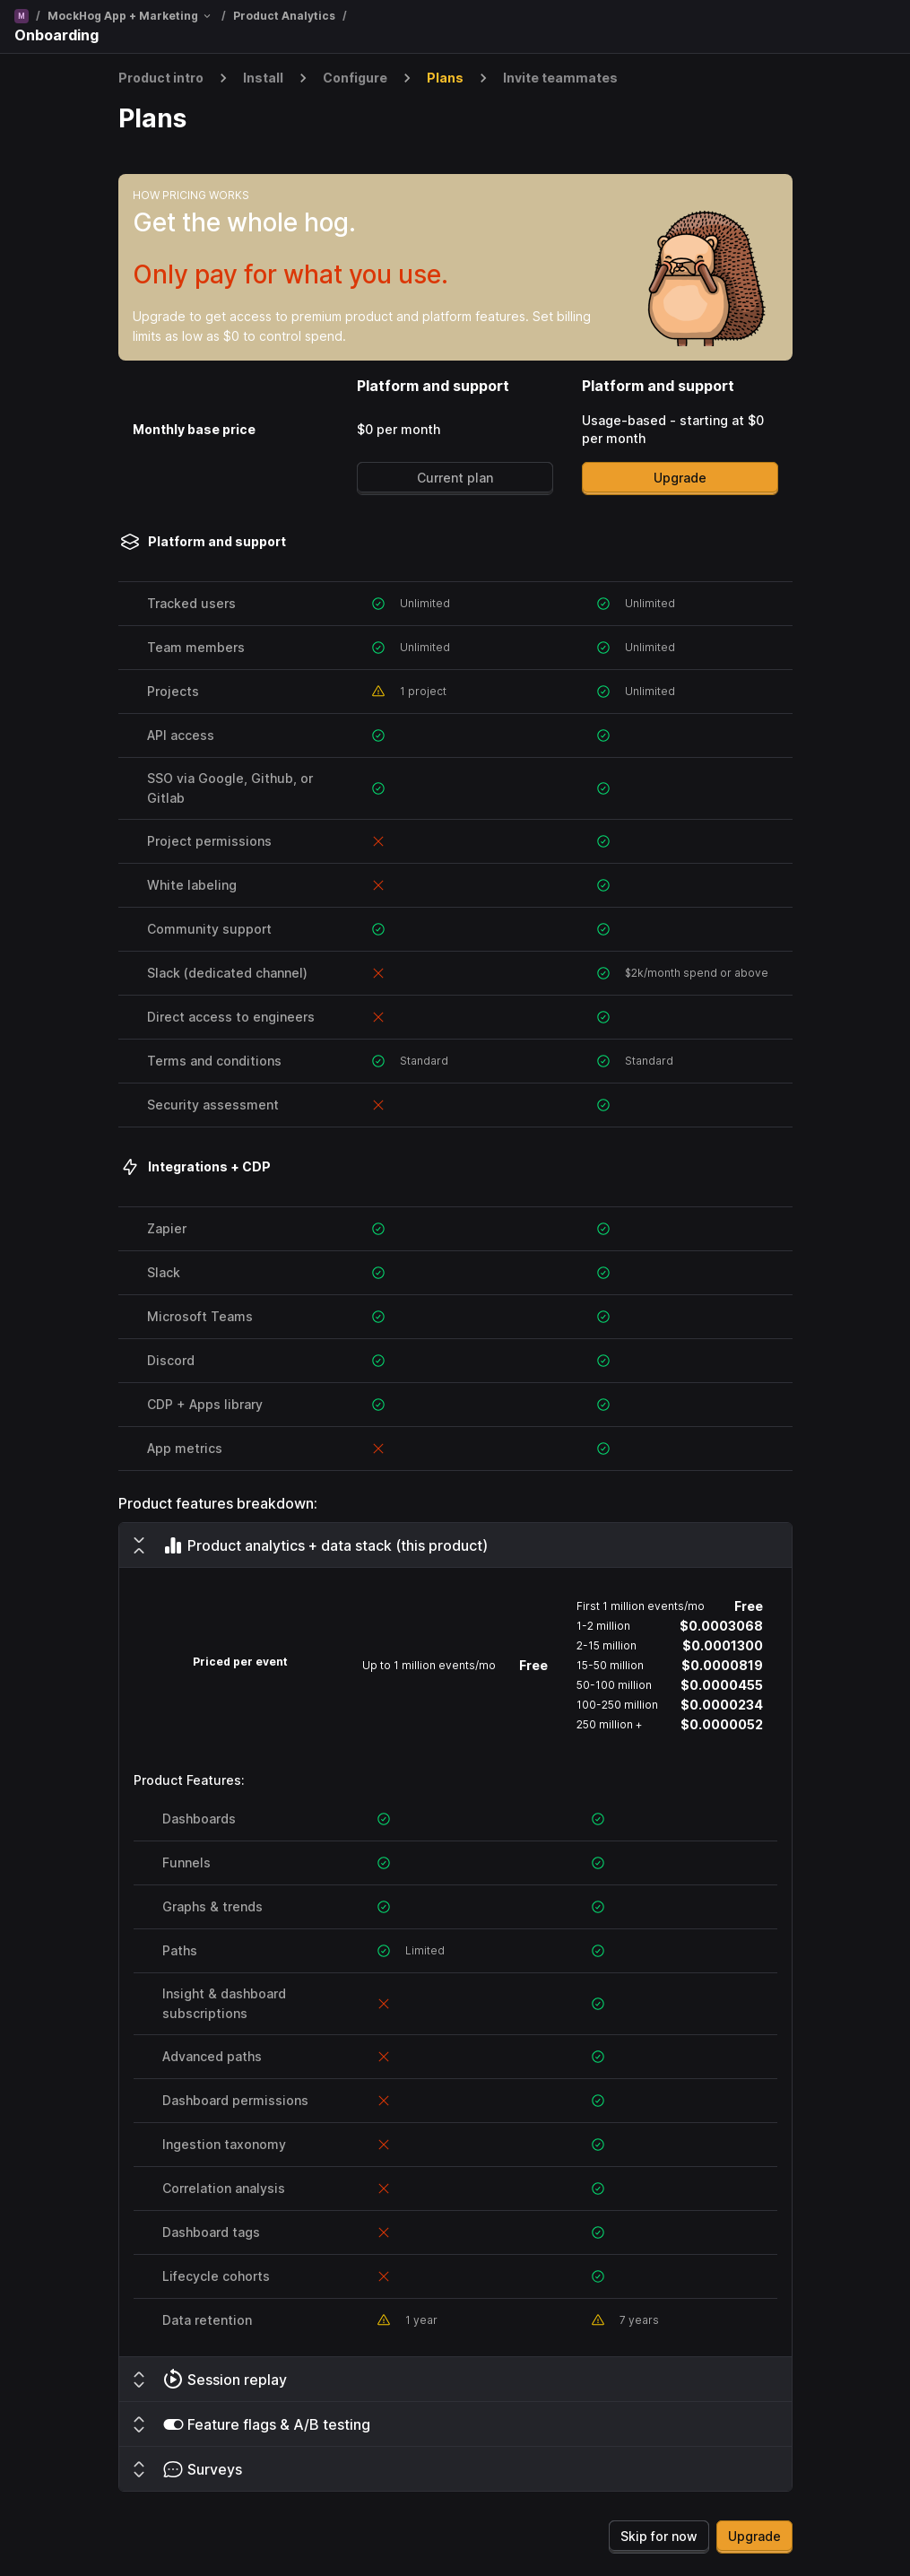 M / MockHog App + Marketing / Product Analytics /
Onboarding
Product intro Install Configure Plans Invite teammates
Plans
HOW PRICING WORKS
Get the whole hog.
Only pay for what you use.
Upgrade to get access to premium product and platform features. Set billing
limits as low as $0 to control spend.
Platform and support Platform and support
Monthly base price $0 per month Usage-based - starting at $0
per month
Current plan Upgrade
Platform and support
Tracked users Unlimited Unlimited
Team members Unlimited Unlimited
Projects 1 project Unlimited
API access
SSO via Google, Github, or
Gitlab
Project permissions
White labeling
Community support
Slack (dedicated channel) $2k/month spend or above
Direct access to engineers
Terms and conditions Standard Standard
Security assessment
Integrations + CDP
Zapier
Slack
Microsoft Teams
Discord
CDP + Apps library
App metrics
Product features breakdown:
Product analytics + data stack (this product)
Priced per event
Up to 1 million events/mo Free
First 1 million events/mo Free
1-2 million $0.0003068
2-15 million $0.0001300
15-50 million $0.0000819
50-100 million $0.0000455
100-250 million $0.0000234
250 million + $0.0000052
Product Features:
Dashboards
Funnels
Graphs & trends
Paths Limited
Insight & dashboard
subscriptions
Advanced paths
Dashboard permissions
Ingestion taxonomy
Correlation analysis
Dashboard tags
Lifecycle cohorts
Data retention 1 year 7 years
Session replay
Feature flags & A/B testing
Surveys
Skip for now Upgrade